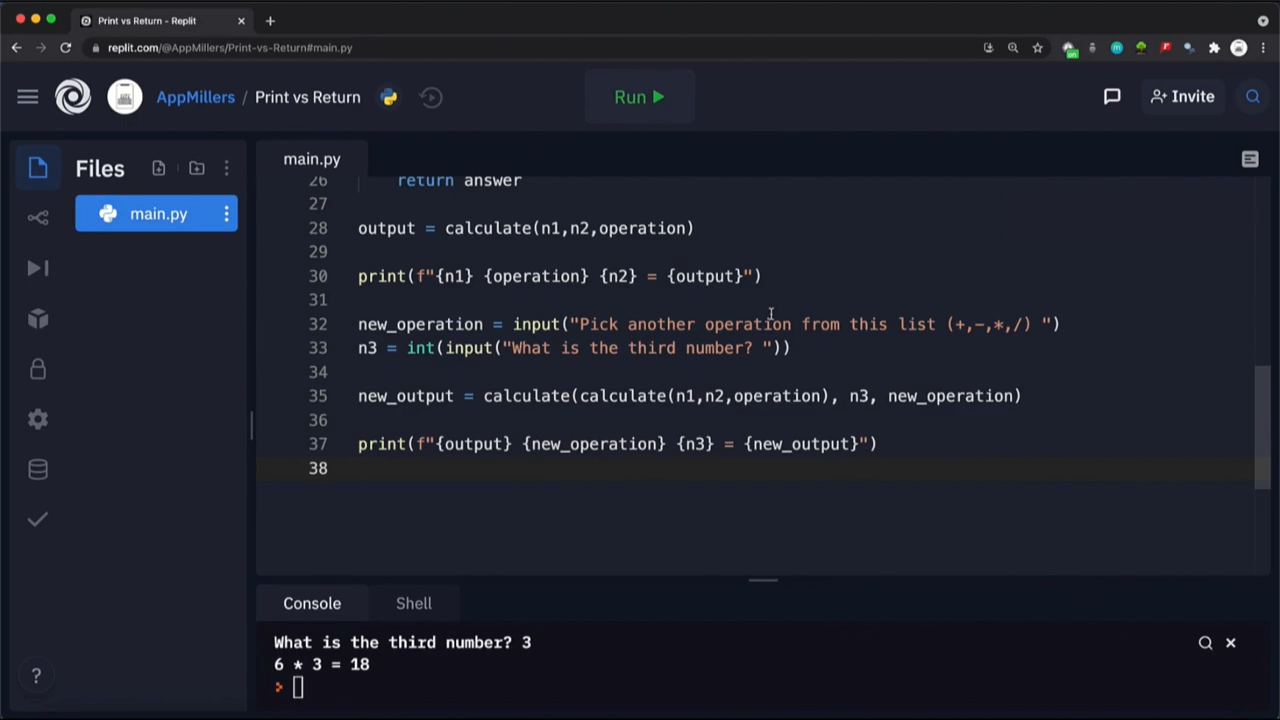 Print vs Return - Replit
replit.com/@AppMillers/Print-vs-Return#main.py
AppMillers / Print vs Return
Run
Invite
Files
main.py
main.py
26 return answer
27
28 output = calculate(n1,n2,operation)
29
30 print(f"{n1} {operation} {n2} = {output}")
31
32 new_operation = input("Pick another operation from this list (+,-,*,/) ")
33 n3 = int(input("What is the third number? "))
34
35 new_output = calculate(calculate(n1,n2,operation), n3, new_operation)
36
37 print(f"{output} {new_operation} {n3} = {new_output}")
38
Console Shell
What is the third number? 3
6 * 3 = 18
?